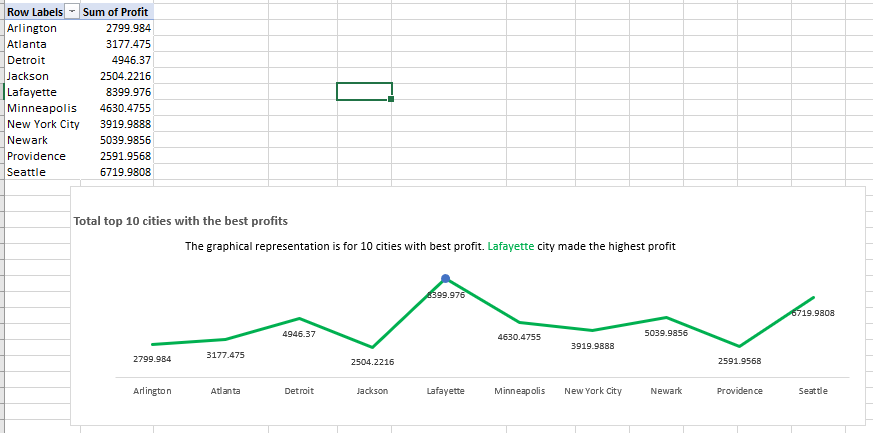 Row Labels Sum of Profit
Arlington 2799.984
Atlanta 3177.475
Detroit 4946.37
Jackson 2504.2216
Lafayette 8399.976
Minneapolis 4630.4755
New York City 3919.9888
Newark 5039.9856
Providence 2591.9568
Seattle 6719.9808
Total top 10 cities with the best profits
The graphical representation is for 10 cities with best profit. Lafayette city made the highest profit
2799.984 3177.475 4946.37 2504.2216 8399.976 4630.4755 3919.9888 5039.9856 2591.9568 6719.9808
Arlington Atlanta Detroit Jackson Lafayette Minneapolis New York City Newark Providence Seattle